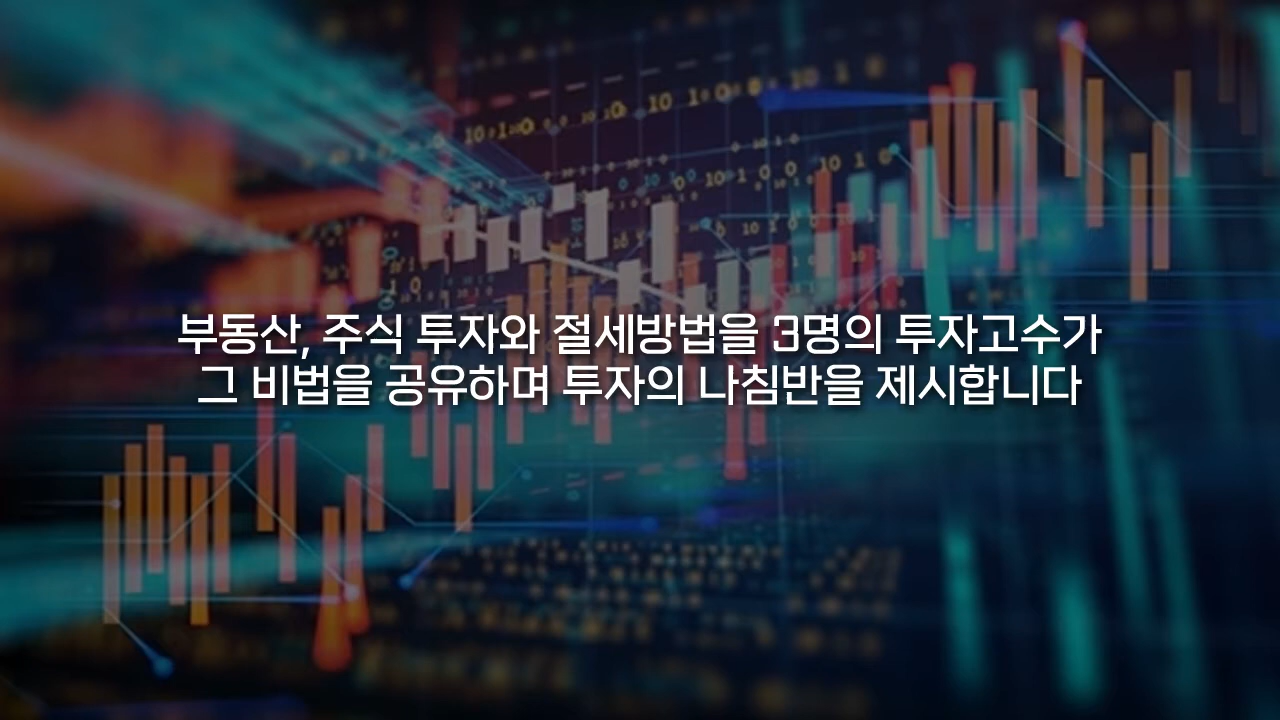 부동산, 주식 투자와 절세방법을 3명의 투자고수가
그 비법을 공유하며 투자의 나침반을 제시합니다